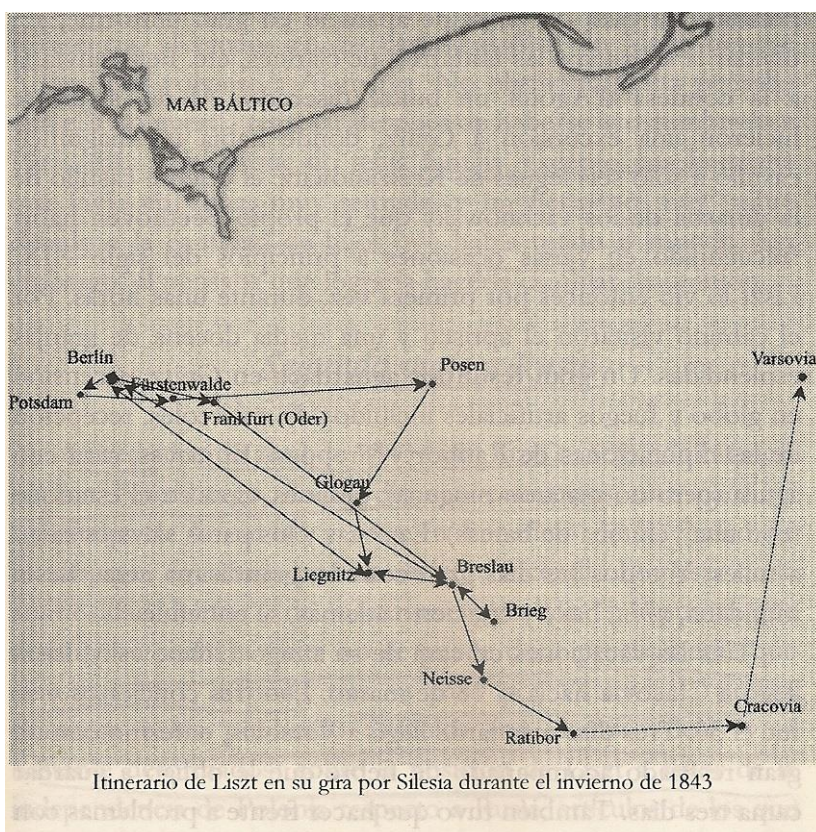 MAR BÁLTICO
Berlín
Posen
Varsovia
Fürstenwalde
Potsdam
Frankfurt (Oder)
Glogau
Liegnitz
Breslau
Brieg
Neisse
Cracovia
Ratibor
Itinerario de Liszt en su gira por Silesia durante el invierno de 1843